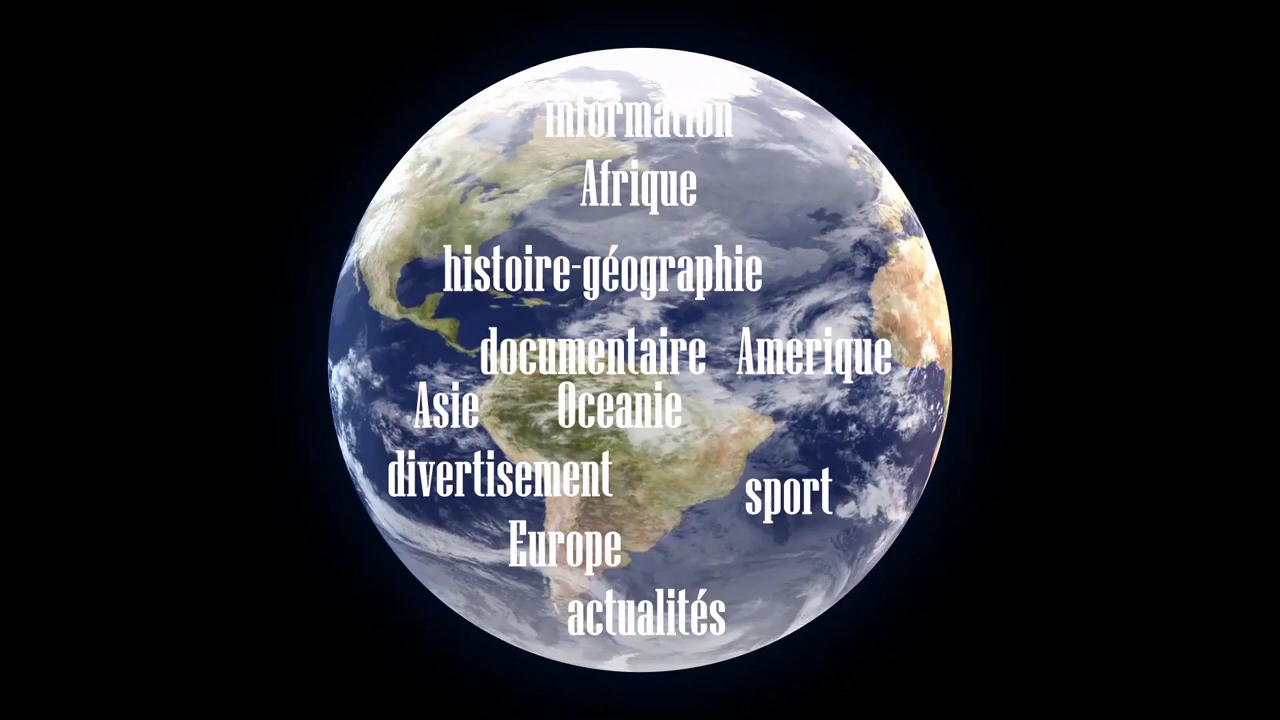 information
Afrique
histoire-géographie
documentaire Amerique
Asie Oceanie
divertisement
sport
Europe
actualités